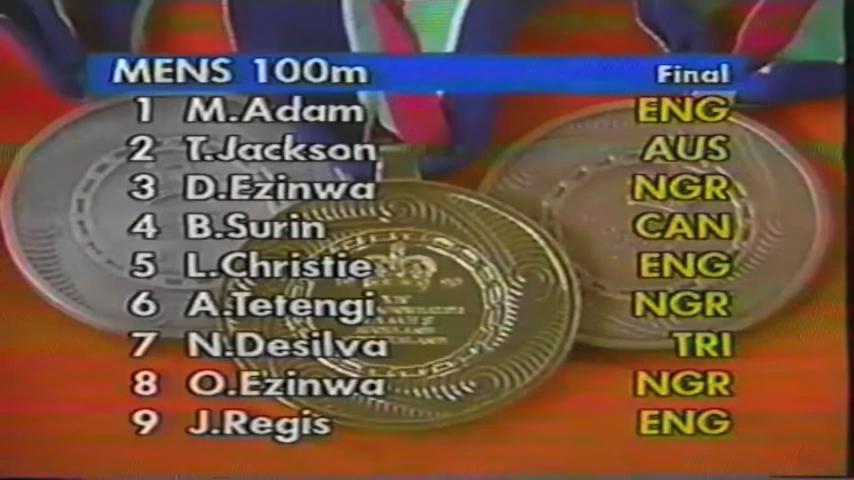 MENS 100m Final
1 M.Adam ENG
2 T.Jackson AUS
3 D.Ezinwa NGR
4 B.Surin CAN
5 L.Christie ENG
6 A.Tetengi NGR
7 N.Desilva TRI
8 O.Ezinwa NGR
9 J.Regis ENG